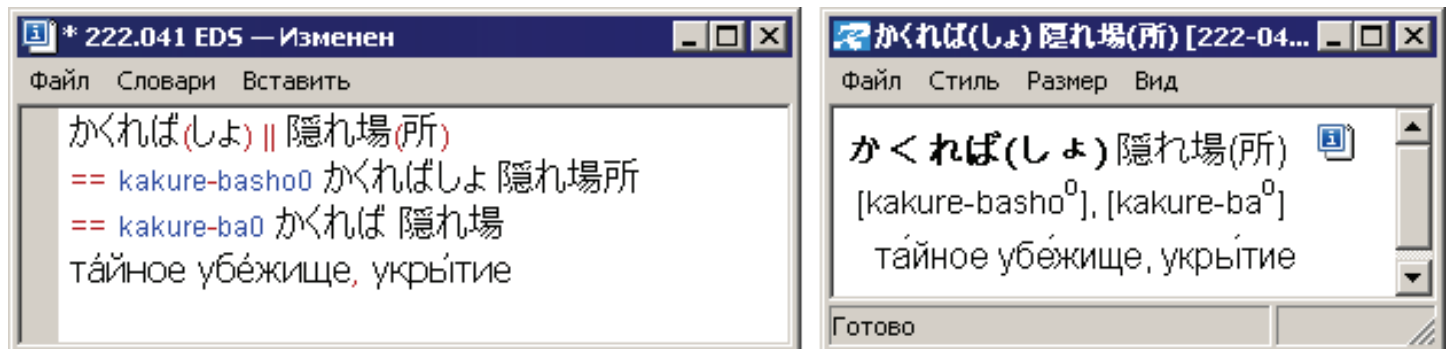 * 222.041 EDS — Изменен
Файл Словари Вставить
かくれば(しょ) || 隠れ場(所)
== kakure-basho0 かくればしょ 隠れ場所
== kakure-ba0 かくれば 隠れ場
та́йное убе́жище, укры́тие
かくれば(しょ) 隠れ場(所) [222-04...
Файл Стиль Размер Вид
かくれば(しょ) 隠れ場(所)
[kakure-basho⁰], [kakure-ba⁰]
та́йное убе́жище, укры́тие
Готово